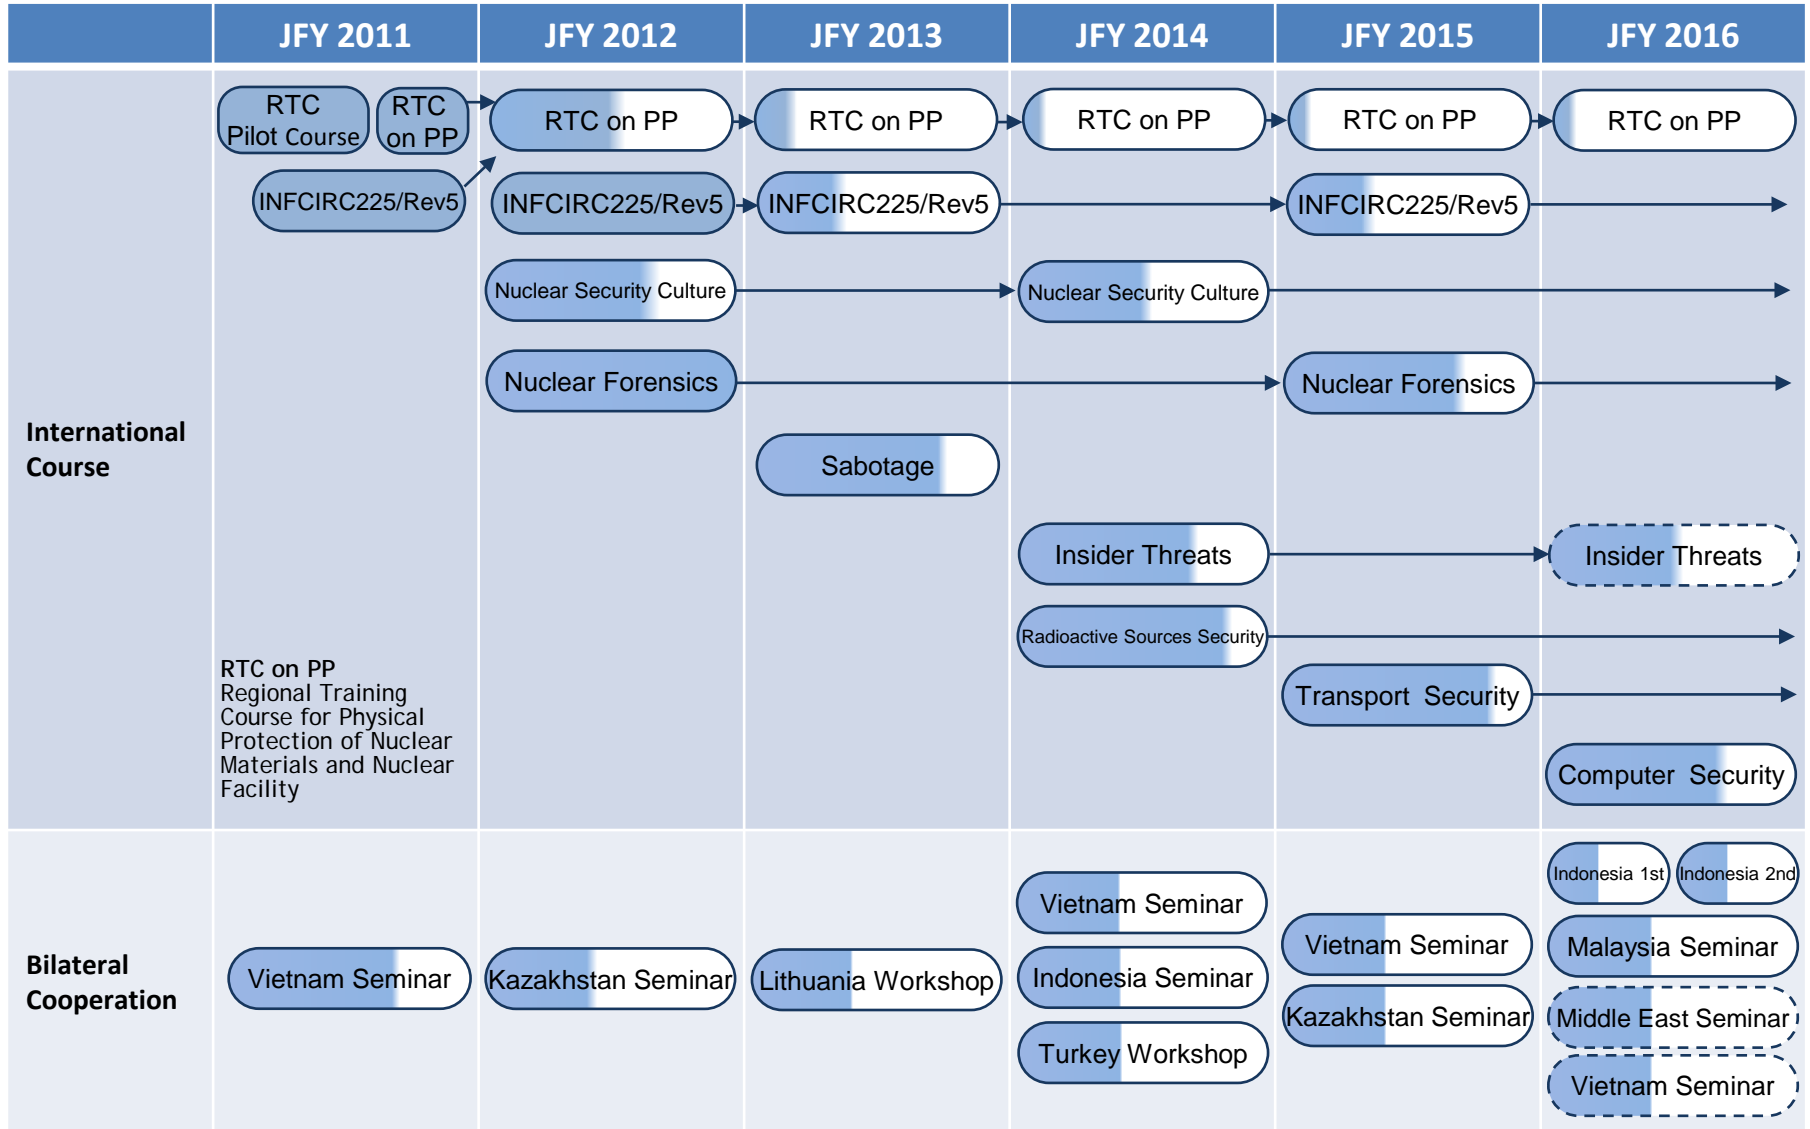 JFY 2011 JFY 2012 JFY 2013 JFY 2014 JFY 2015 JFY 2016
International
Course
RTC
Pilot Course
RTC
on PP
RTC on PP
RTC on PP
RTC on PP
RTC on PP
RTC on PP
INFCIRC225/Rev5
INFCIRC225/Rev5
INFCIRC225/Rev5
INFCIRC225/Rev5
Nuclear Security Culture
Nuclear Security Culture
Nuclear Forensics
Nuclear Forensics
Sabotage
Insider Threats
Insider Threats
Radioactive Sources Security
Transport Security
Computer Security
RTC on PP
Regional Training
Course for Physical
Protection of Nuclear
Materials and Nuclear
Facility
Bilateral
Cooperation
Vietnam Seminar
Kazakhstan Seminar
Lithuania Workshop
Vietnam Seminar
Indonesia Seminar
Turkey Workshop
Vietnam Seminar
Kazakhstan Seminar
Indonesia 1st
Indonesia 2nd
Malaysia Seminar
Middle East Seminar
Vietnam Seminar